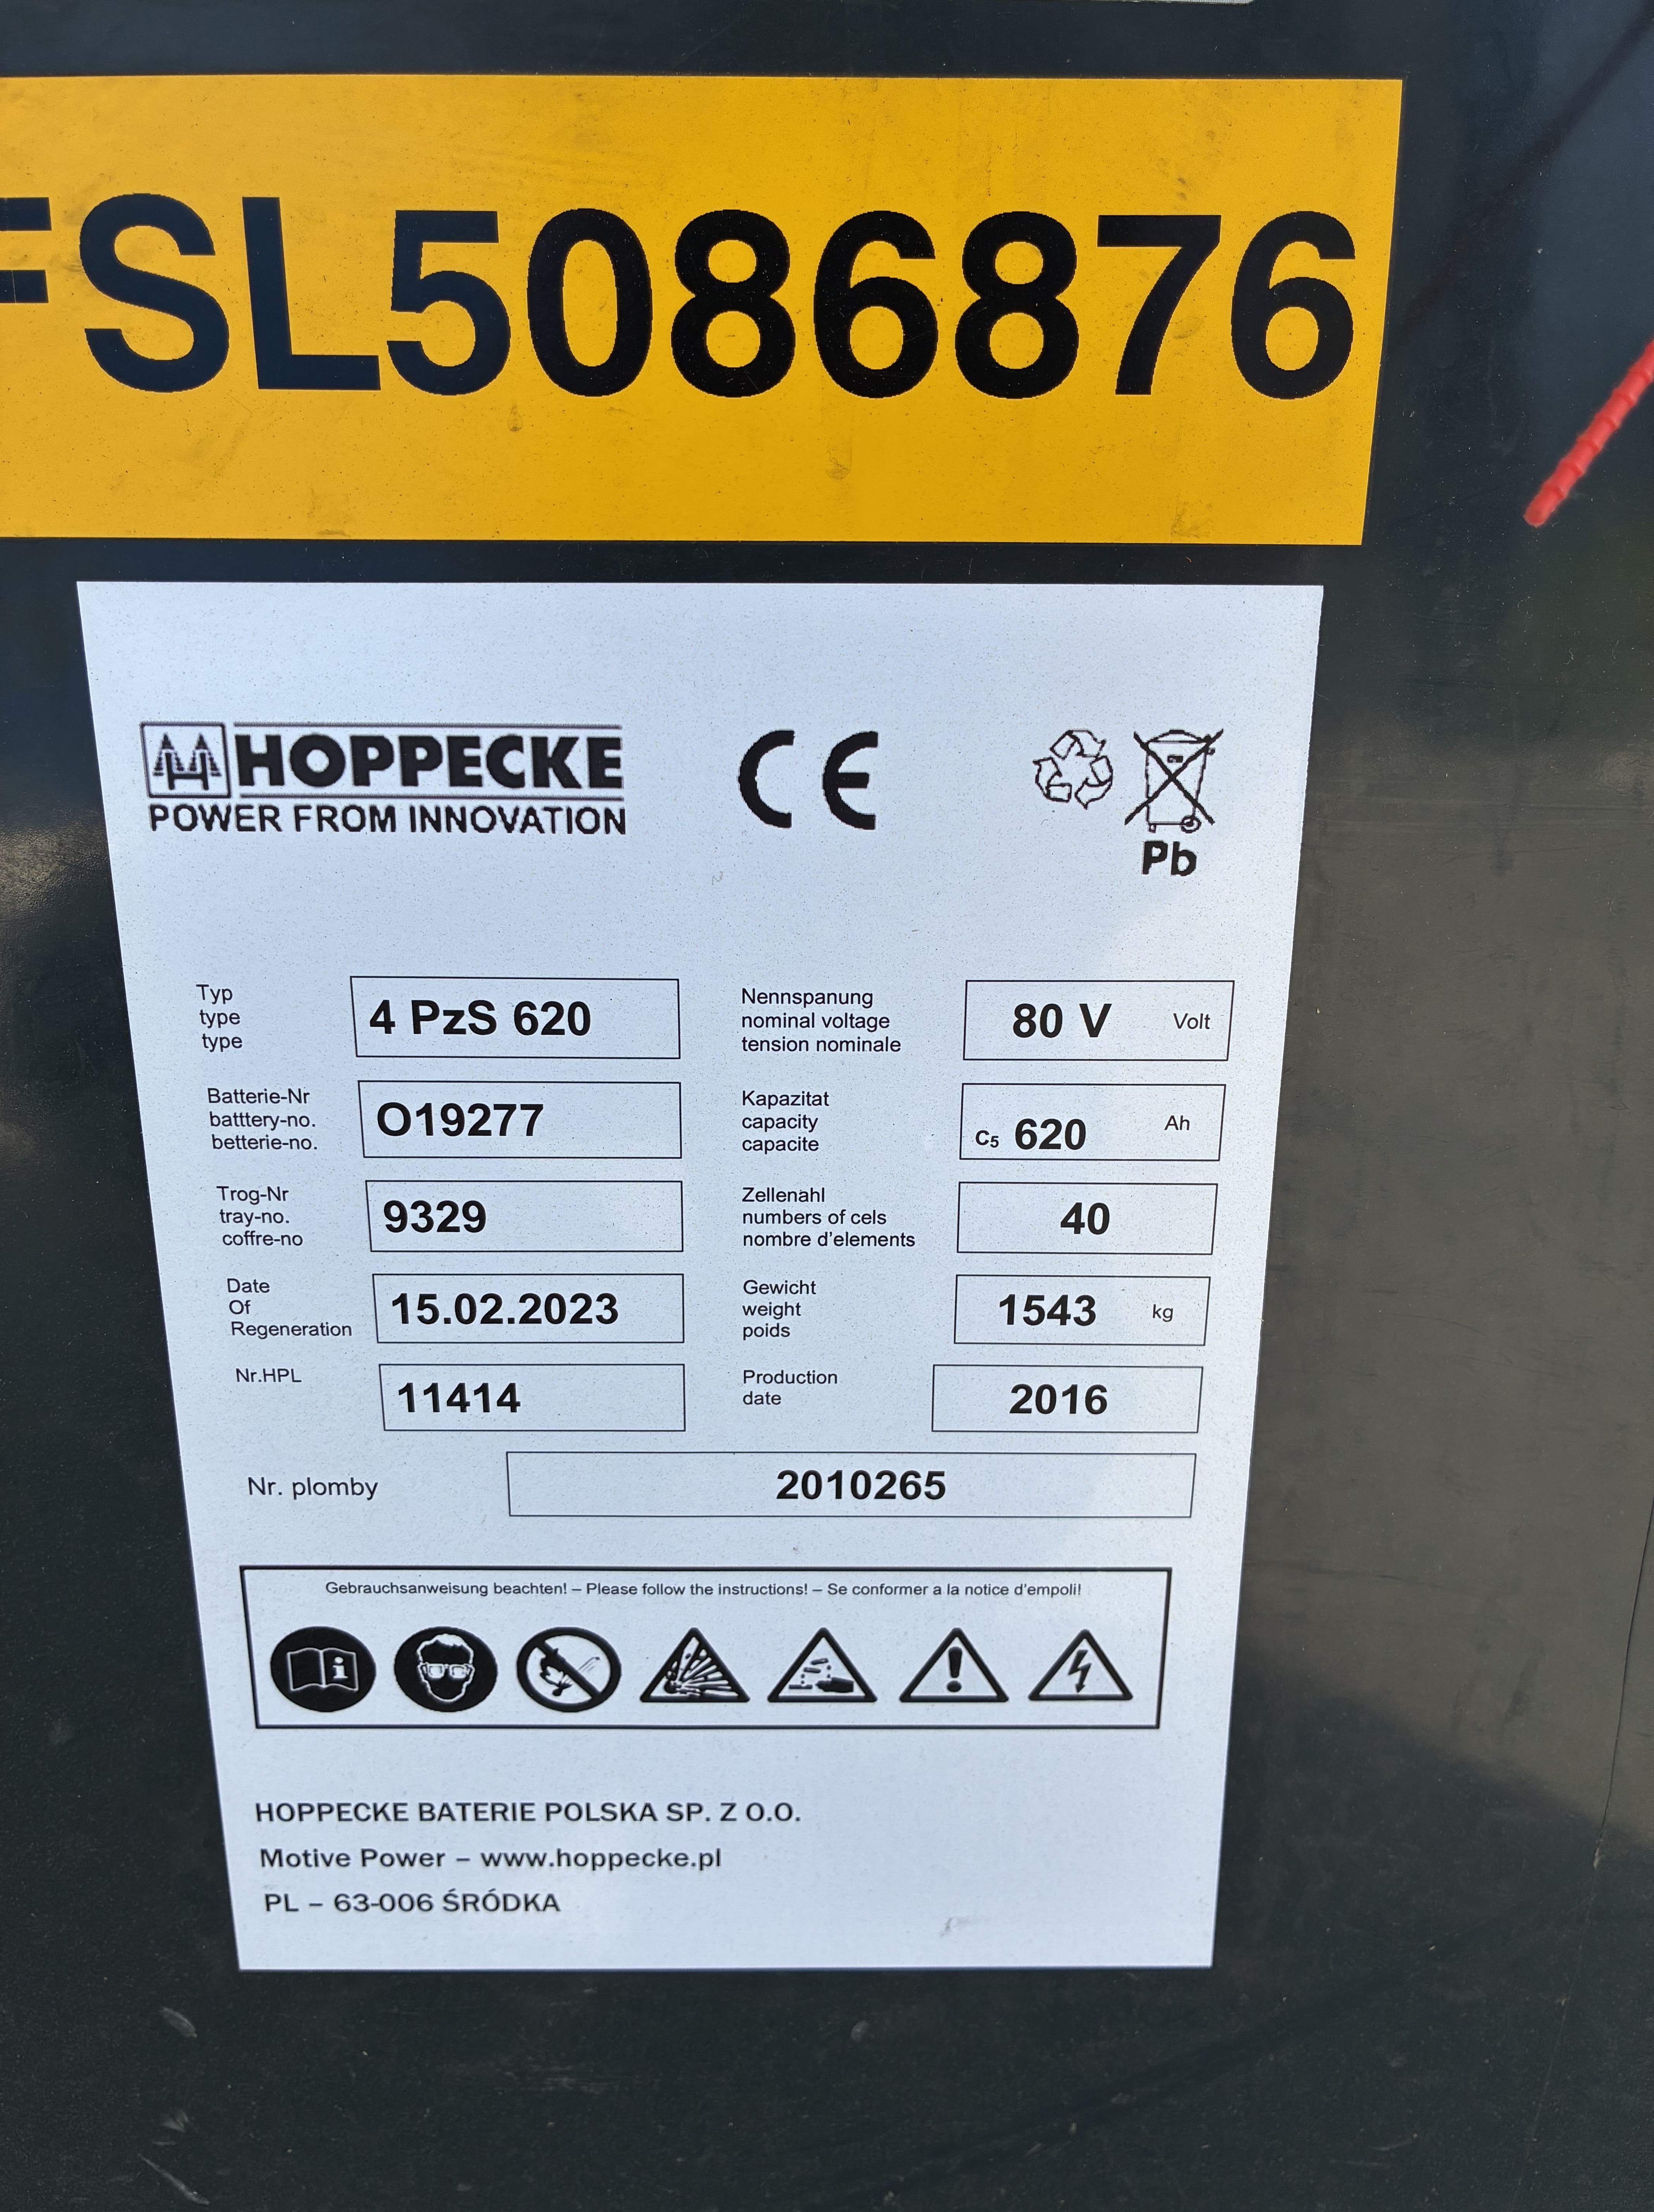 FSL5086876
HOPPECKE
POWER FROM INNOVATION
CE
Pb
Typ
type
type
4 PzS 620
Nennspanung
nominal voltage
tension nominale
80 V Volt
Batterie-Nr
batttery-no.
betterie-no.
O19277
Kapazitat
capacity
capacite
C5 620 Ah
Trog-Nr
tray-no.
coffre-no
9329
Zellenahl
numbers of cels
nombre d'elements
40
Date
Of
Regeneration
15.02.2023
Gewicht
weight
poids
1543 kg
Nr.HPL
11414
Production
date
2016
Nr. plomby
2010265
Gebrauchsanweisung beachten! – Please follow the instructions! – Se conformer a la notice d'empoli!
HOPPECKE BATERIE POLSKA SP. Z O.O.
Motive Power – www.hoppecke.pl
PL – 63-006 ŚRÓDKA